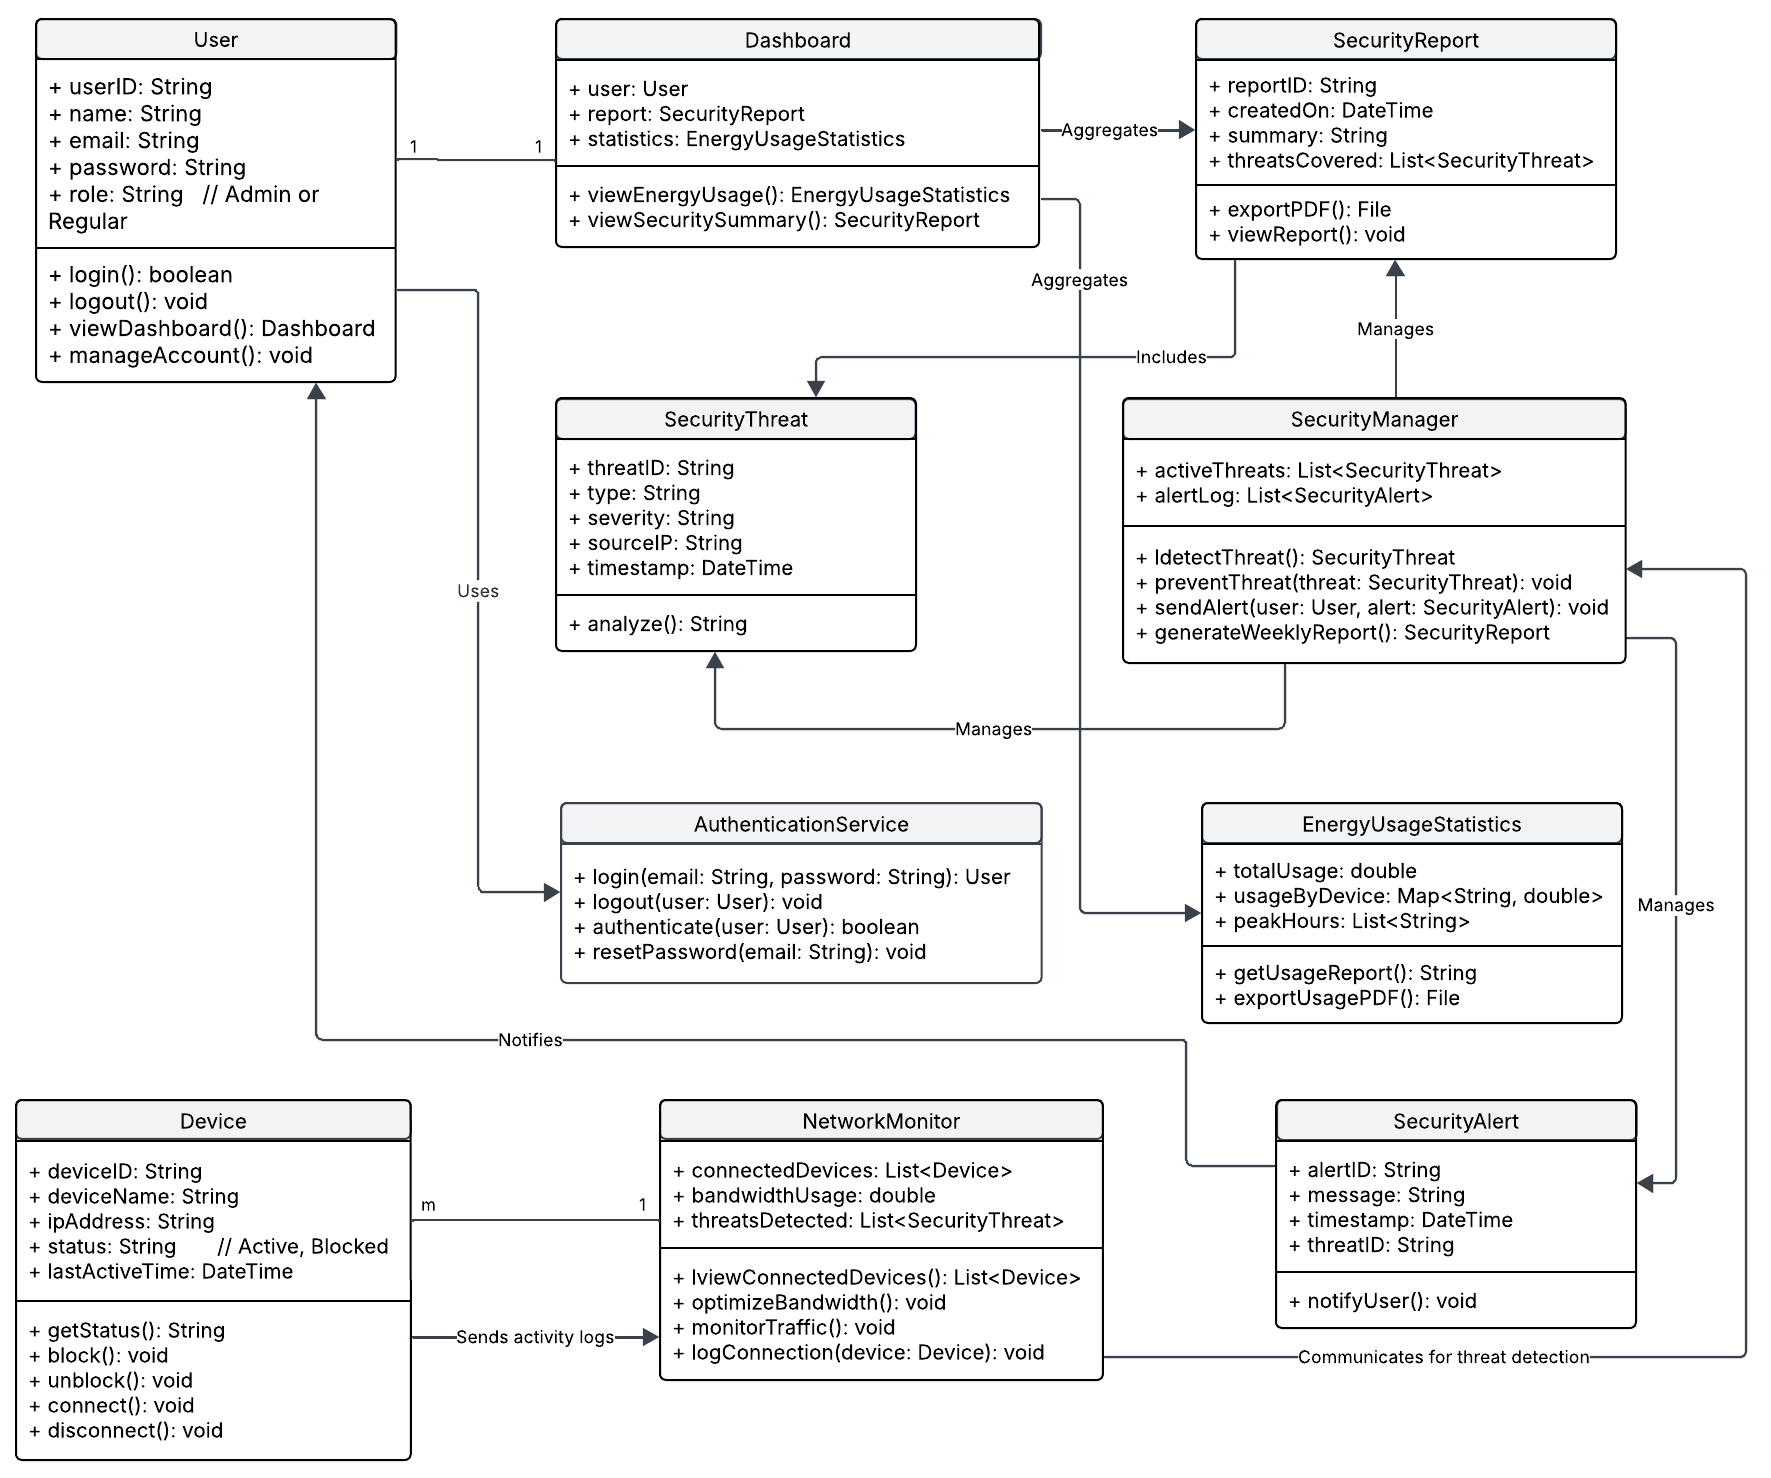 User
+ userID: String
+ name: String
+ email: String
+ password: String
+ role: String   // Admin or
Regular
+ login(): boolean
+ logout(): void
+ viewDashboard(): Dashboard
+ manageAccount(): void
1
1
Dashboard
+ user: User
+ report: SecurityReport
+ statistics: EnergyUsageStatistics
+ viewEnergyUsage(): EnergyUsageStatistics
+ viewSecuritySummary(): SecurityReport
Aggregates
SecurityReport
+ reportID: String
+ createdOn: DateTime
+ summary: String
+ threatsCovered: List<SecurityThreat>
+ exportPDF(): File
+ viewReport(): void
Aggregates
Manages
Includes
SecurityThreat
+ threatID: String
+ type: String
+ severity: String
+ sourceIP: String
+ timestamp: DateTime
+ analyze(): String
SecurityManager
+ activeThreats: List<SecurityThreat>
+ alertLog: List<SecurityAlert>
+ ldetectThreat(): SecurityThreat
+ preventThreat(threat: SecurityThreat): void
+ sendAlert(user: User, alert: SecurityAlert): void
+ generateWeeklyReport(): SecurityReport
Uses
Manages
AuthenticationService
+ login(email: String, password: String): User
+ logout(user: User): void
+ authenticate(user: User): boolean
+ resetPassword(email: String): void
EnergyUsageStatistics
+ totalUsage: double
+ usageByDevice: Map<String, double>
+ peakHours: List<String>
+ getUsageReport(): String
+ exportUsagePDF(): File
Manages
Notifies
Device
+ deviceID: String
+ deviceName: String
+ ipAddress: String
+ status: String       // Active, Blocked
+ lastActiveTime: DateTime
+ getStatus(): String
+ block(): void
+ unblock(): void
+ connect(): void
+ disconnect(): void
m
1
Sends activity logs
NetworkMonitor
+ connectedDevices: List<Device>
+ bandwidthUsage: double
+ threatsDetected: List<SecurityThreat>
+ lviewConnectedDevices(): List<Device>
+ optimizeBandwidth(): void
+ monitorTraffic(): void
+ logConnection(device: Device): void
SecurityAlert
+ alertID: String
+ message: String
+ timestamp: DateTime
+ threatID: String
+ notifyUser(): void
Communicates for threat detection